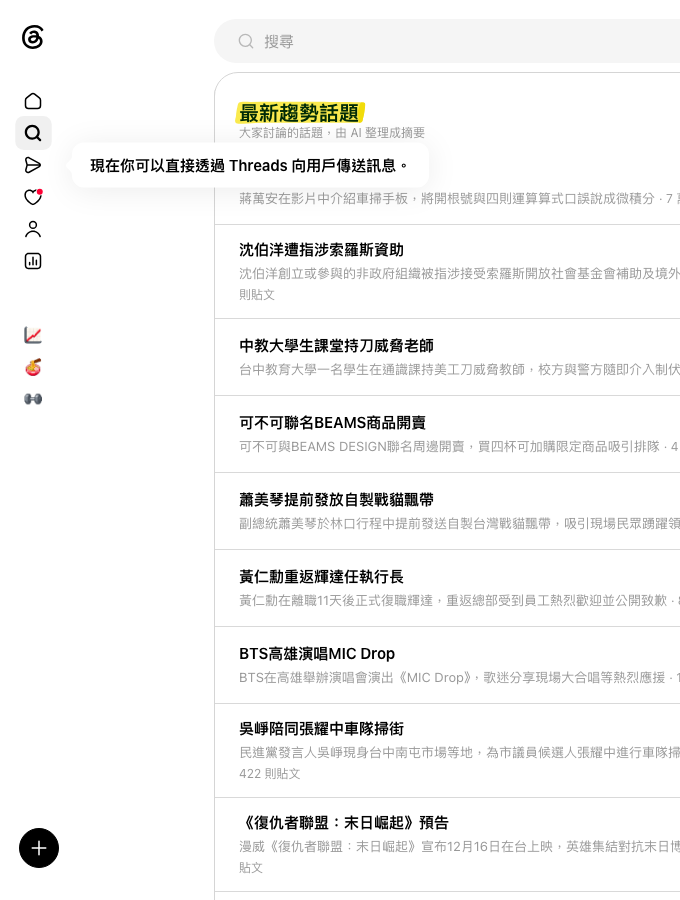 搜尋
最新趨勢話題
大家討論的話題，由 AI 整理成摘要
現在你可以直接透過 Threads 向用戶傳送訊息。
蔣萬安在影片中介紹車掃手板，將開根號與四則運算算式口誤說成微積分 · 7
沈伯洋遭指涉索羅斯資助
沈伯洋創立或參與的非政府組織被指涉接受索羅斯開放社會基金會補助及境外
則貼文
中教大學生課堂持刀威脅老師
台中教育大學一名學生在通識課持美工刀威脅教師，校方與警方隨即介入制伏
可不可聯名BEAMS商品開賣
可不可與BEAMS DESIGN聯名周邊開賣，買四杯可加購限定商品吸引排隊 · 4
蕭美琴提前發放自製戰貓飄帶
副總統蕭美琴於林口行程中提前發送自製台灣戰貓飄帶，吸引現場民眾踴躍領
黃仁勳重返輝達任執行長
黃仁勳在離職11天後正式復職輝達，重返總部受到員工熱烈歡迎並公開致歉 ·
BTS高雄演唱MIC Drop
BTS在高雄舉辦演唱會演出《MIC Drop》，歌迷分享現場大合唱等熱烈應援 · 1
吳崢陪同張耀中車隊掃街
民進黨發言人吳崢現身台中南屯市場等地，為市議員候選人張耀中進行車隊掃
422 則貼文
《復仇者聯盟：末日崛起》預告
漫威《復仇者聯盟：末日崛起》宣布12月16日在台上映，英雄集結對抗末日博
貼文